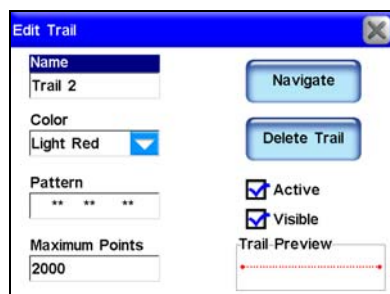 Edit Trail
Name
Trail 2
Navigate
Color
Light Red
Delete Trail
Pattern
** ** **
Active
Visible
Maximum Points
2000
Trail Preview